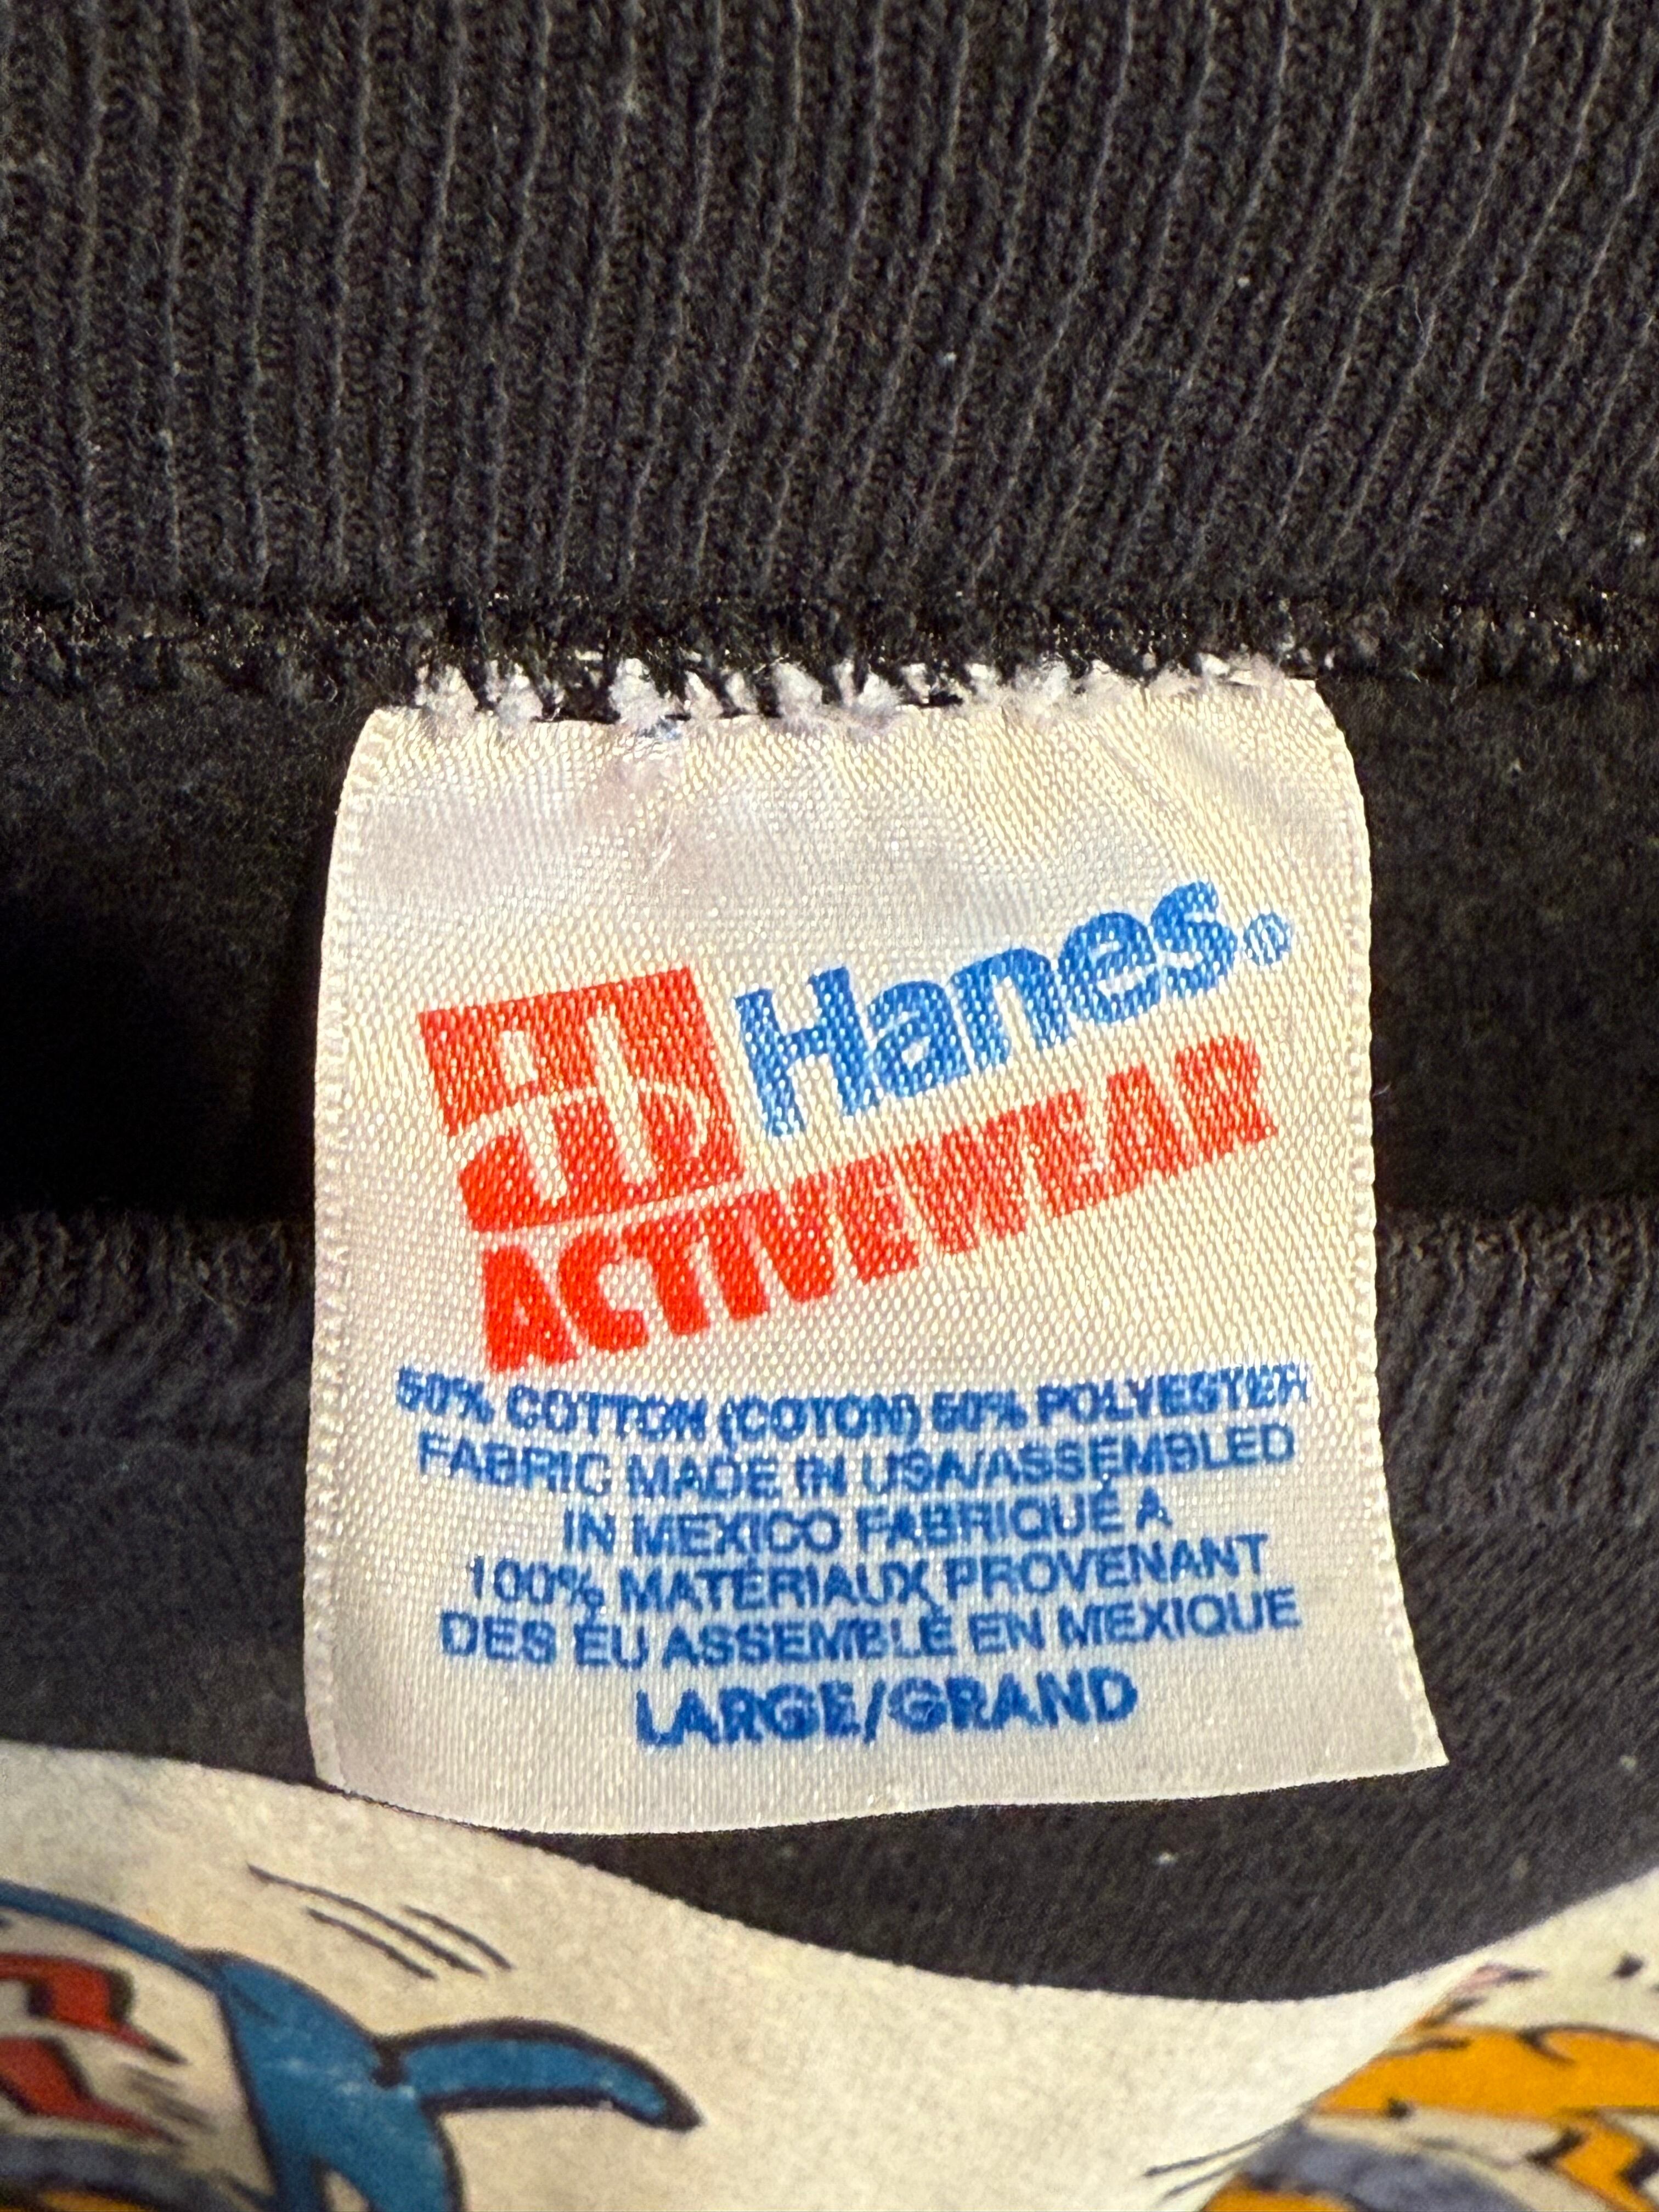 Hanes®
ACTIVEWEAR
50% COTTON (COTON) 50% POLYESTER
FABRIC MADE IN USA/ASSEMBLED
IN MEXICO FABRIQUÉ A
100% MATÉRIAUX PROVENANT
DES ÉU ASSEMBLÉ EN MEXIQUE
LARGE/GRAND